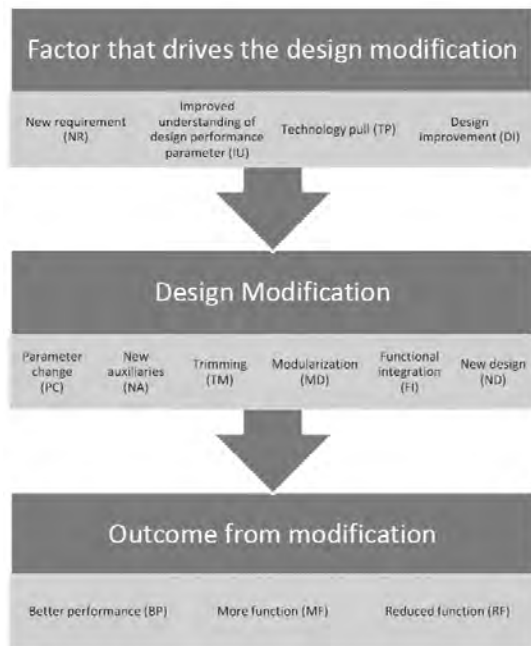 Factor that drives the design modification
New requirement
(NR)
Improved
understanding of
design performance
parameter (IU)
Technology pull (TP)
Design
improvement (DI)
Design Modification
Parameter
change
(PC)
New
auxiliaries
(NA)
Trimming
(TM)
Modularization
(MD)
Functional
integration
(FI)
New design
(ND)
Outcome from modification
Better performance (BP)
More function (MF)
Reduced function (RF)